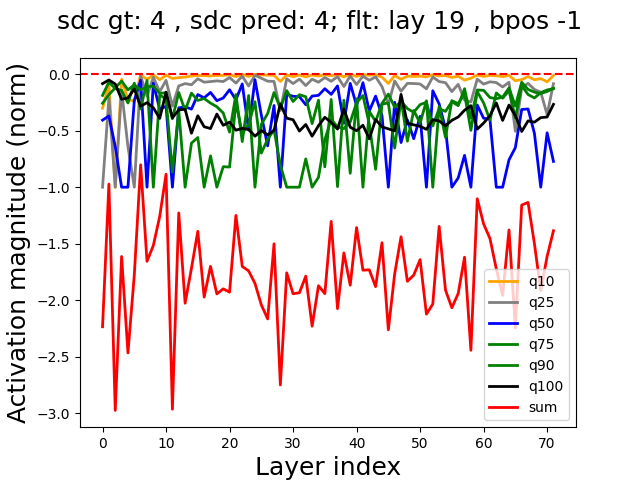 sdc gt: 4 , sdc pred: 4; flt: lay 19 , bpos -1
Activation magnitude (norm)
0.0
−0.5
−1.0
−1.5
−2.0
−2.5
−3.0
0
10
20
30
40
50
60
70
Layer index
q10
q25
q50
q75
q90
q100
sum